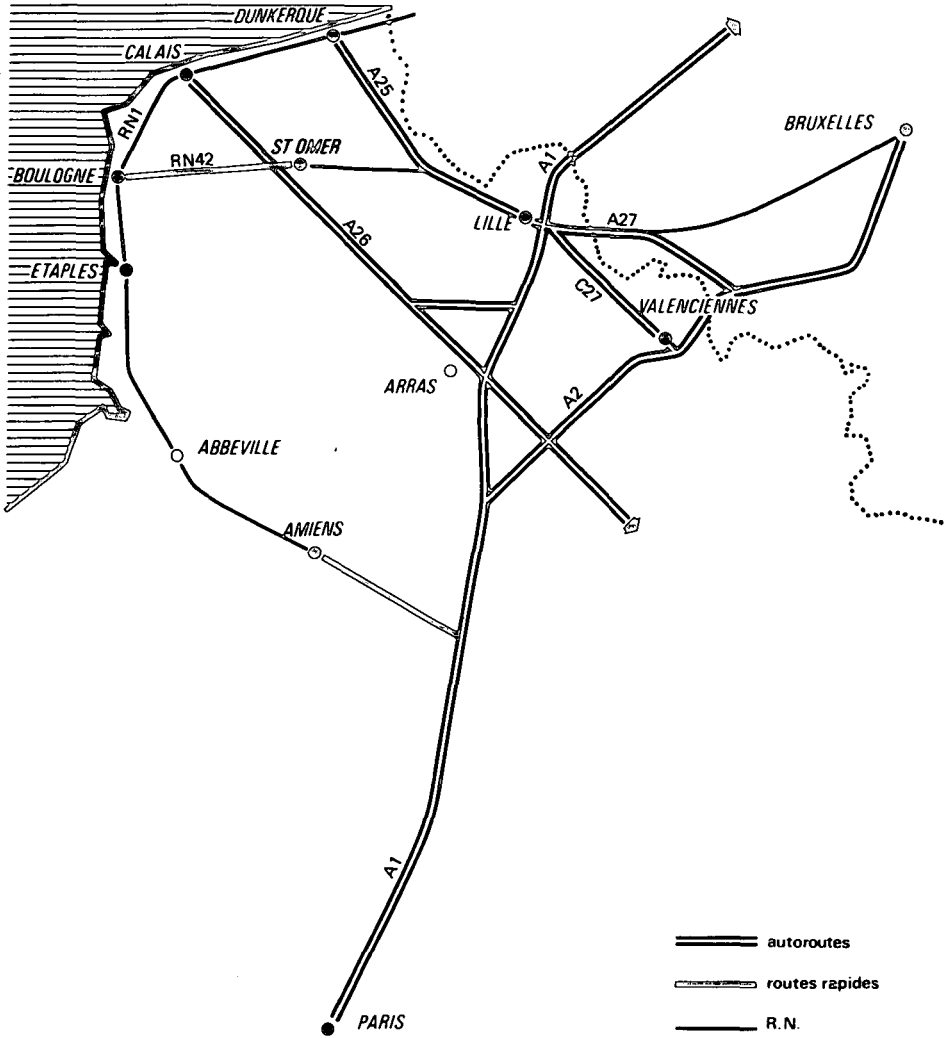 DUNKERQUE
CALAIS
A25
RN1
BRUXELLES
ST OMER
A1
RN42
BOULOGNE
LILLE
A27
A26
ETAPLES
C27
VALENCIENNES
ARRAS
A2
ABBEVILLE
AMIENS
A1
autoroutes
routes rapides
R.N.
PARIS